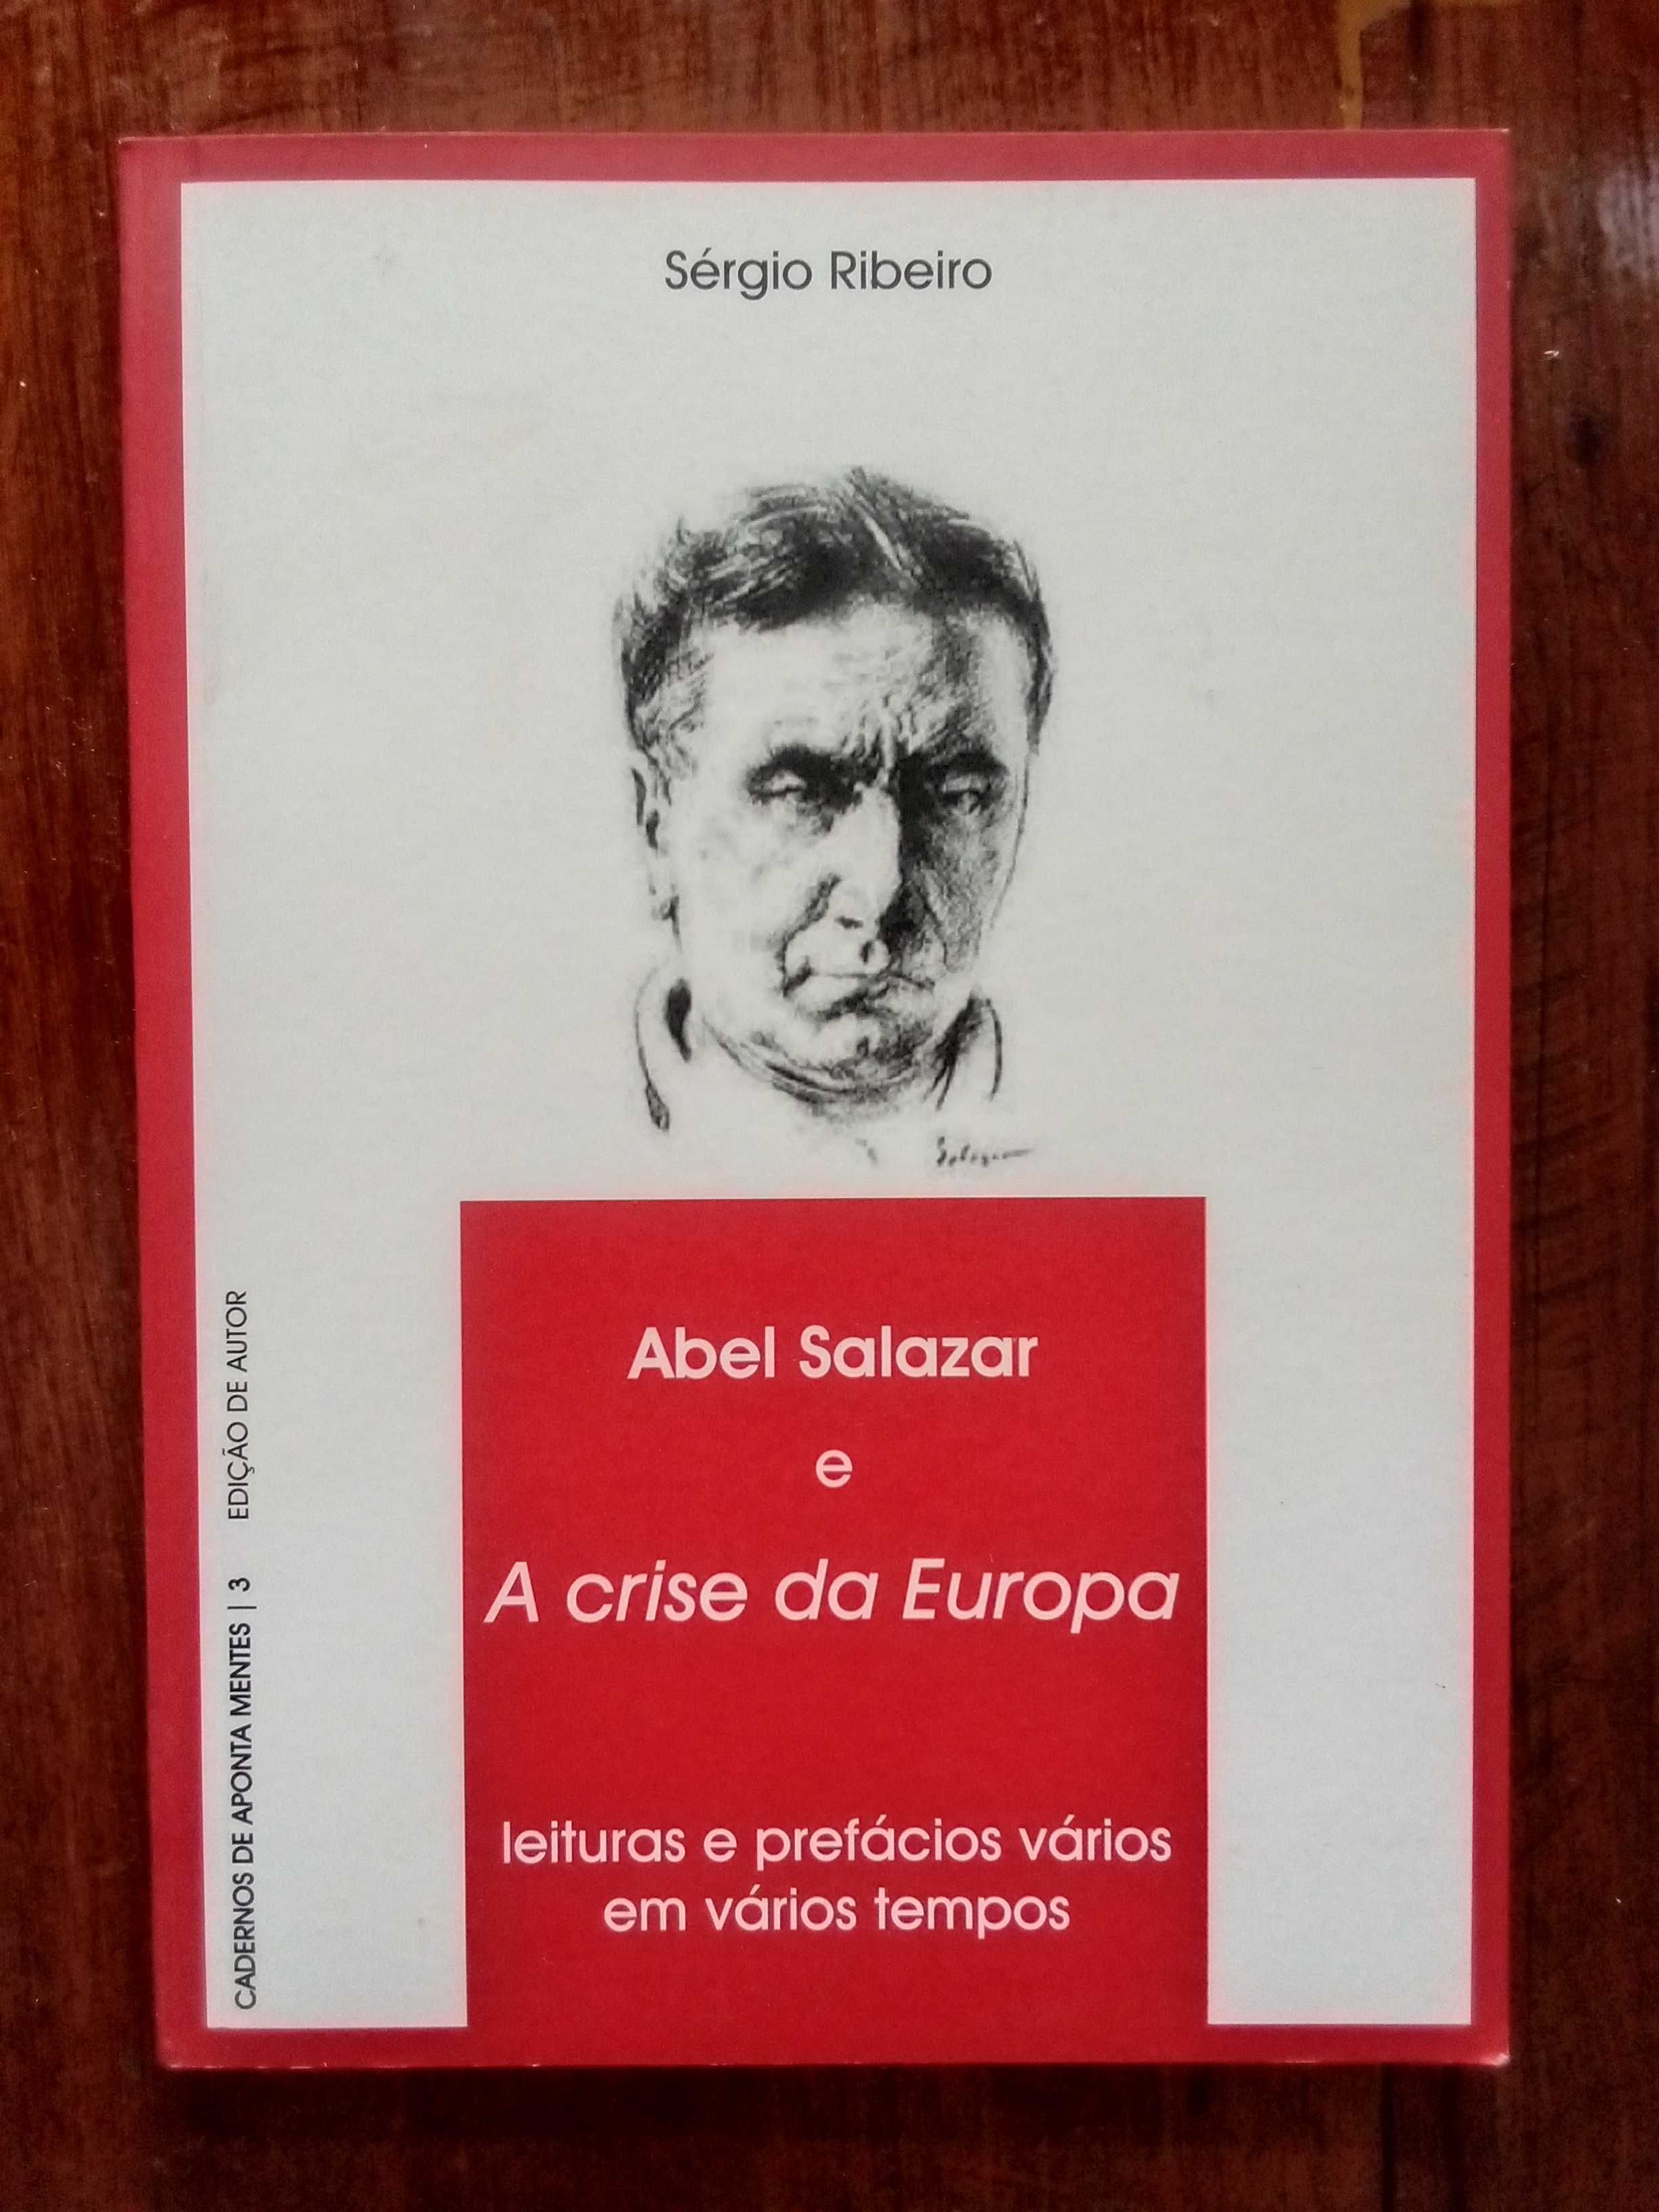 Sérgio Ribeiro
Salazar
Abel Salazar
e
A crise da Europa
leituras e prefácios vários
em vários tempos
CADERNOS DE APONTA MENTES | 3 EDIÇÃO DE AUTOR